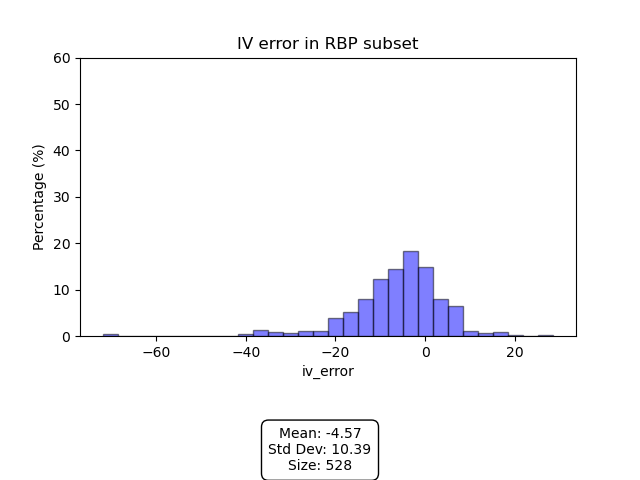 IV error in RBP subset
60
50
40
30
20
10
0
Percentage (%)
−60
−40
−20
0
20
iv_error
Mean: -4.57
Std Dev: 10.39
Size: 528